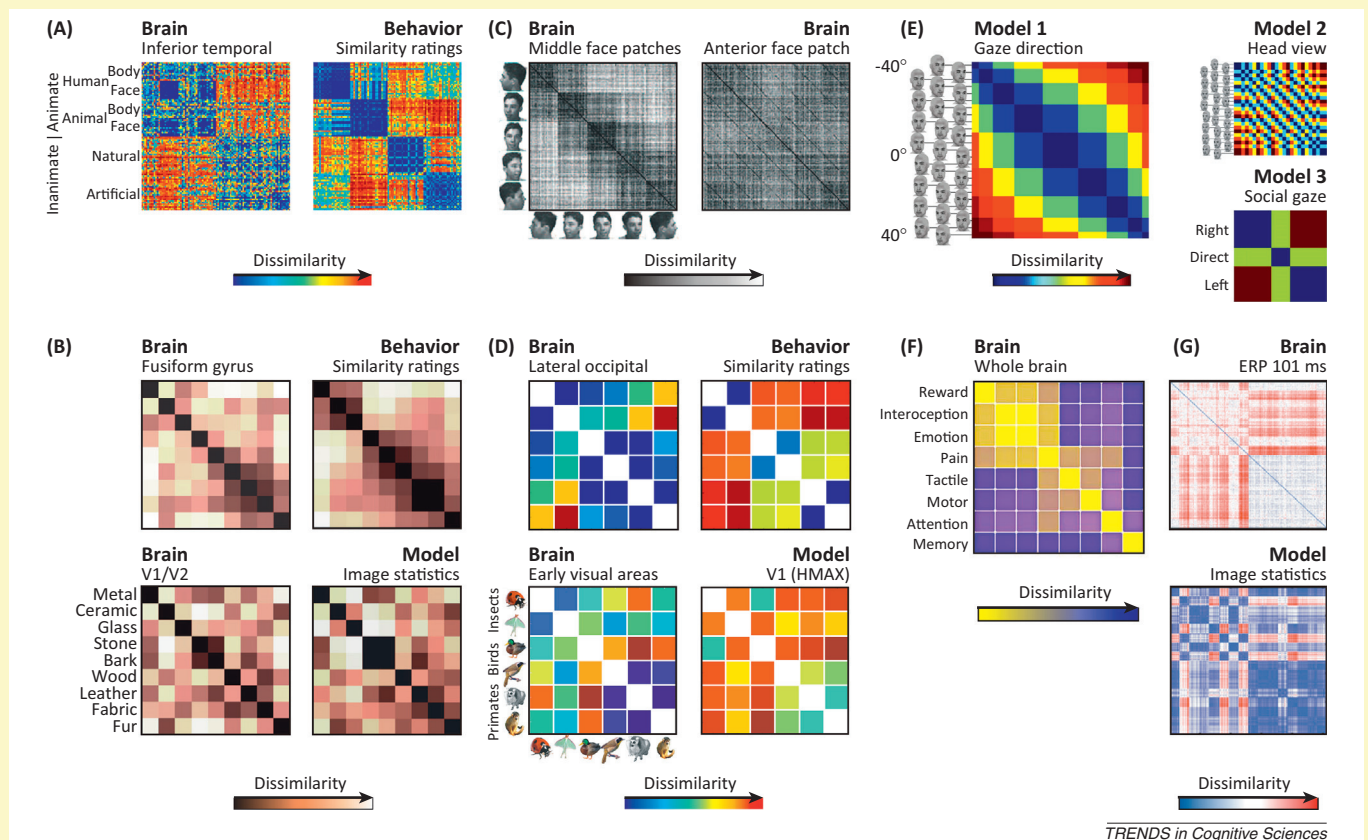 (A)
Brain
Inferior temporal
Behavior
Similarity ratings
Inanimate | Animate
Human
Body
Face
Animal
Body
Face
Natural
Artificial
Dissimilarity
(C)
Brain
Middle face patches
Brain
Anterior face patch
Dissimilarity
(E)
Model 1
Gaze direction
-40°
0°
40°
Dissimilarity
Model 2
Head view
Model 3
Social gaze
Right
Direct
Left
(B)
Brain
Fusiform gyrus
Behavior
Similarity ratings
Brain
V1/V2
Model
Image statistics
Metal
Ceramic
Glass
Stone
Bark
Wood
Leather
Fabric
Fur
Dissimilarity
(D)
Brain
Lateral occipital
Behavior
Similarity ratings
Brain
Early visual areas
Model
V1 (HMAX)
Insects
Birds
Primates
Dissimilarity
(F)
Brain
Whole brain
Reward
Interoception
Emotion
Pain
Tactile
Motor
Attention
Memory
Dissimilarity
(G)
Brain
ERP 101 ms
Model
Image statistics
Dissimilarity
TRENDS in Cognitive Sciences